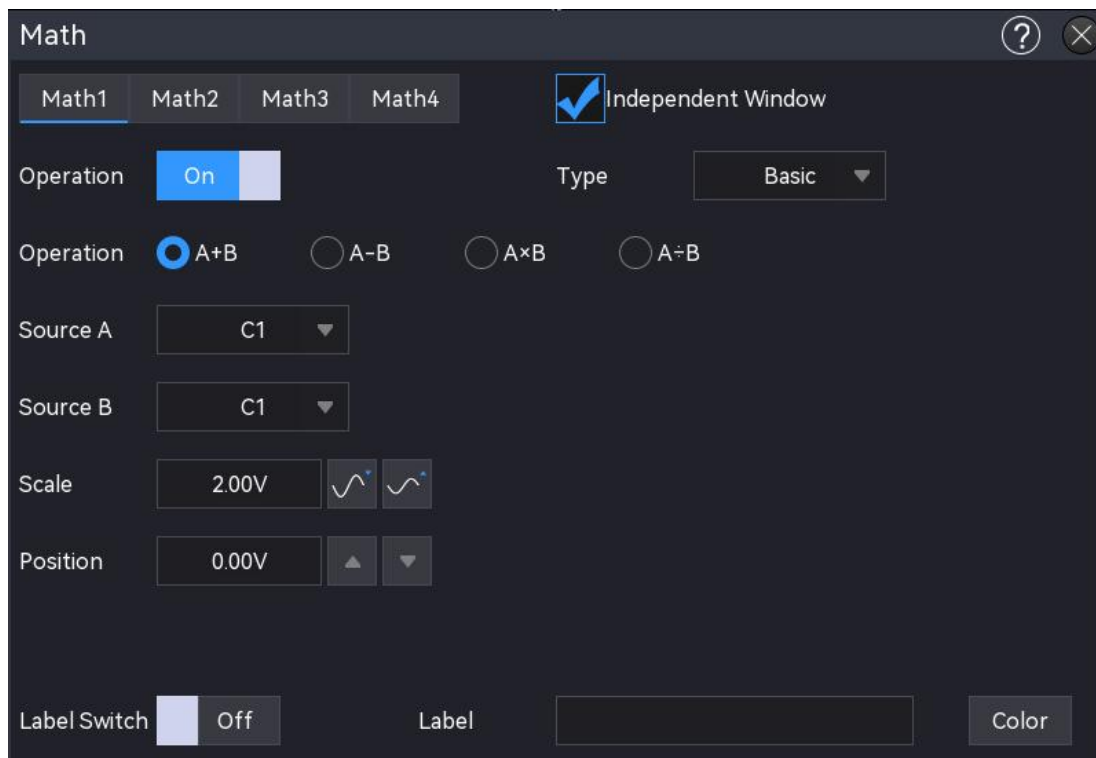 Math ?
Math1 Math2 Math3 Math4 Independent Window
Operation On Type Basic
Operation A+B A-B A×B A÷B
Source A C1
Source B C1
Scale 2.00V
Position 0.00V
Label Switch Off Label Color